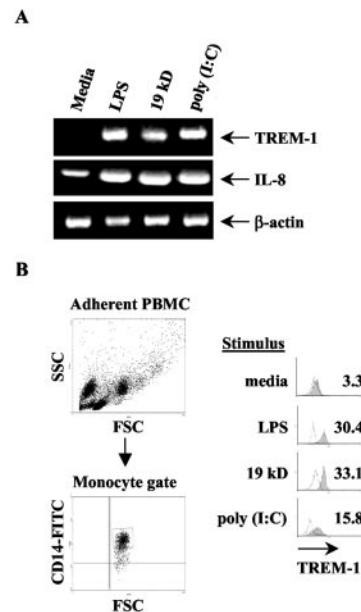 A
Media
LPS
19 kD
poly (I:C)
TREM-1
IL-8
β-actin
B
Adherent PBMC
SSC
FSC
Monocyte gate
CD14-FITC
FSC
Stimulus
media 3.3
LPS 30.4
19 kD 33.1
poly (I:C) 15.8
TREM-1